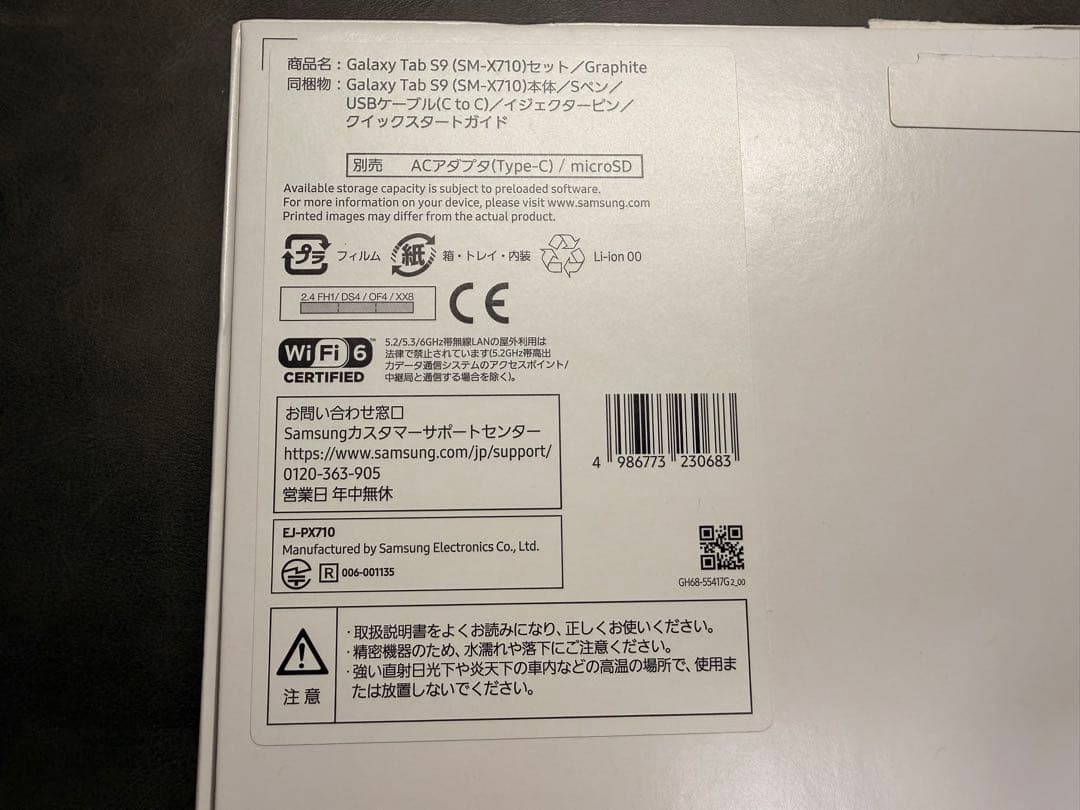 商品名：Galaxy Tab S9 (SM-X710)セット／Graphite
同梱物：Galaxy Tab S9 (SM-X710)本体／Sペン／
USBケーブル(C to C)／イジェクターピン／
クイックスタートガイド
別売 ACアダプタ(Type-C) / microSD
Available storage capacity is subject to preloaded software.
For more information on your device, please visit www.samsung.com
Printed images may differ from the actual product.
プラ フィルム 紙 箱・トレイ・内装 Li-ion 00
2.4 FH1/ DS4 / OF4 / XX8
CE
Wi Fi 6™
CERTIFIED
5.2/5.3/6GHz帯無線LANの屋外利用は
法律で禁止されています(5.2GHz帯高出
力データ通信システムのアクセスポイント/
中継局と通信する場合を除く)。
お問い合わせ窓口
Samsungカスタマーサポートセンター
https://www.samsung.com/jp/support/
0120-363-905
営業日 年中無休
4 986773 230683
EJ-PX710
Manufactured by Samsung Electronics Co., Ltd.
R 006-001135
GH68-55417G 2_00
注意
・取扱説明書をよくお読みになり、正しくお使いください。
・精密機器のため、水濡れや落下にご注意ください。
・強い直射日光下や炎天下の車内などの高温の場所で、使用ま
たは放置しないでください。